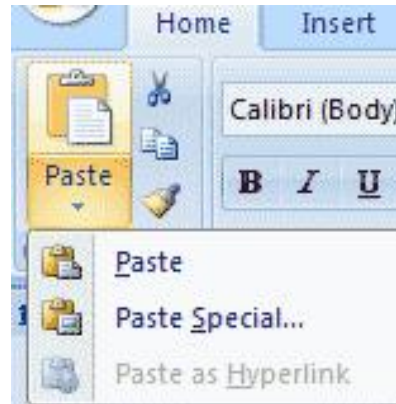 Home Insert
Calibri (Body)
Paste
B I U
Paste
Paste Special...
Paste as Hyperlink